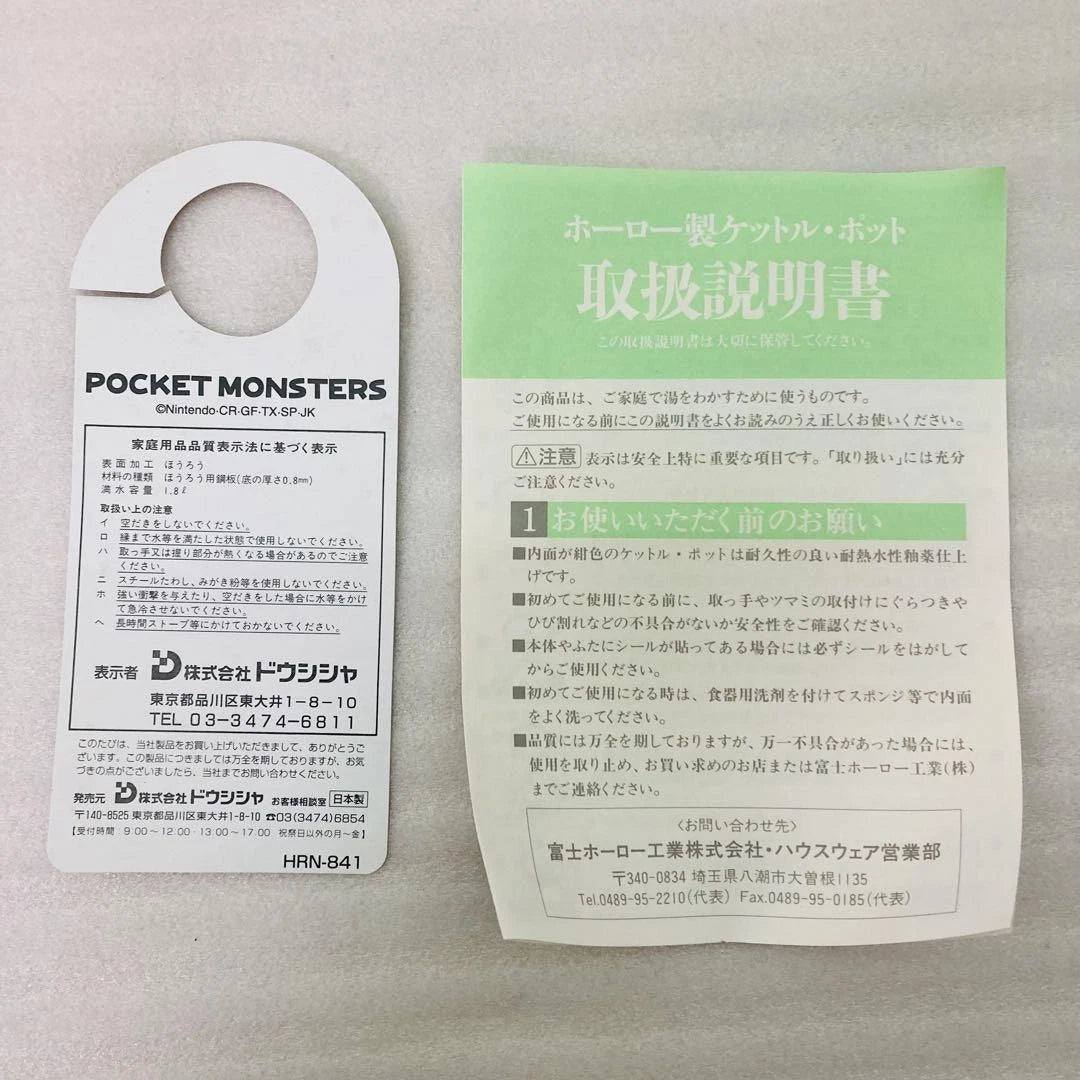 POCKET MONSTERS
©Nintendo·CR·GF·TX·SP·JK
家庭用品品質表示法に基づく表示
表面加工 ほうろう
材料の種類 ほうろう用鋼板(底の厚さ0.8mm)
満水容量 1.8ℓ
取扱い上の注意
イ 空だきをしないでください。
ロ 縁まで水等を満たした状態で使用しないでください。
ハ 取っ手又は握り部分が熱くなる場合があるのでご注意
ください。
ニ スチールたわし、みがき粉等を使用しないでください。
ホ 強い衝撃を与えたり、空だきをした場合に水等をかけ
て急冷させないでください。
ヘ 長時間ストーブ等にかけておかないでください。
表示者 株式会社 ドウシシャ
東京都品川区東大井1-8-10
TEL 03-3474-6811
このたびは、当社製品をお買い上げいただきまして、ありがとうご
ざいます。この製品につきましては万全を期しておりますが、お気
づきの点がございましたら、当社までお問い合わせください。
発売元 株式会社ドウシシャ お客様相談室 日本製
〒140-8525 東京都品川区東大井1-8-10 ☎03(3474)6854
【受付時間:9:00~12:00・13:00~17:00 祝祭日以外の月~金】
HRN-841
ホーロー製ケットル・ポット
取扱説明書
この取扱説明書は大切に保管してください。
この商品は、ご家庭で湯をわかすために使うものです。
ご使用になる前にこの説明書をよくお読みのうえ正しくお使いください。
⚠注意 表示は安全上特に重要な項目です。「取り扱い」には充分
ご注意ください。
1 お使いいただく前のお願い
■内面が紺色のケットル・ポットは耐久性の良い耐熱水性釉薬仕上
げです。
■初めてご使用になる前に、取っ手やツマミの取付けにぐらつきや
ひび割れなどの不具合がないか安全性をご確認ください。
■本体やふたにシールが貼ってある場合には必ずシールをはがして
からご使用ください。
■初めてご使用になる時は、食器用洗剤を付けてスポンジ等で内面
をよく洗ってください。
■品質には万全を期しておりますが、万一不具合があった場合には、
使用を取り止め、お買い求めのお店または富士ホーロー工業(株)
までご連絡ください。
〈お問い合わせ先〉
富士ホーロー工業株式会社・ハウスウェア営業部
〒340-0834 埼玉県八潮市大曽根1135
Tel.0489-95-2210(代表) Fax.0489-95-0185(代表)